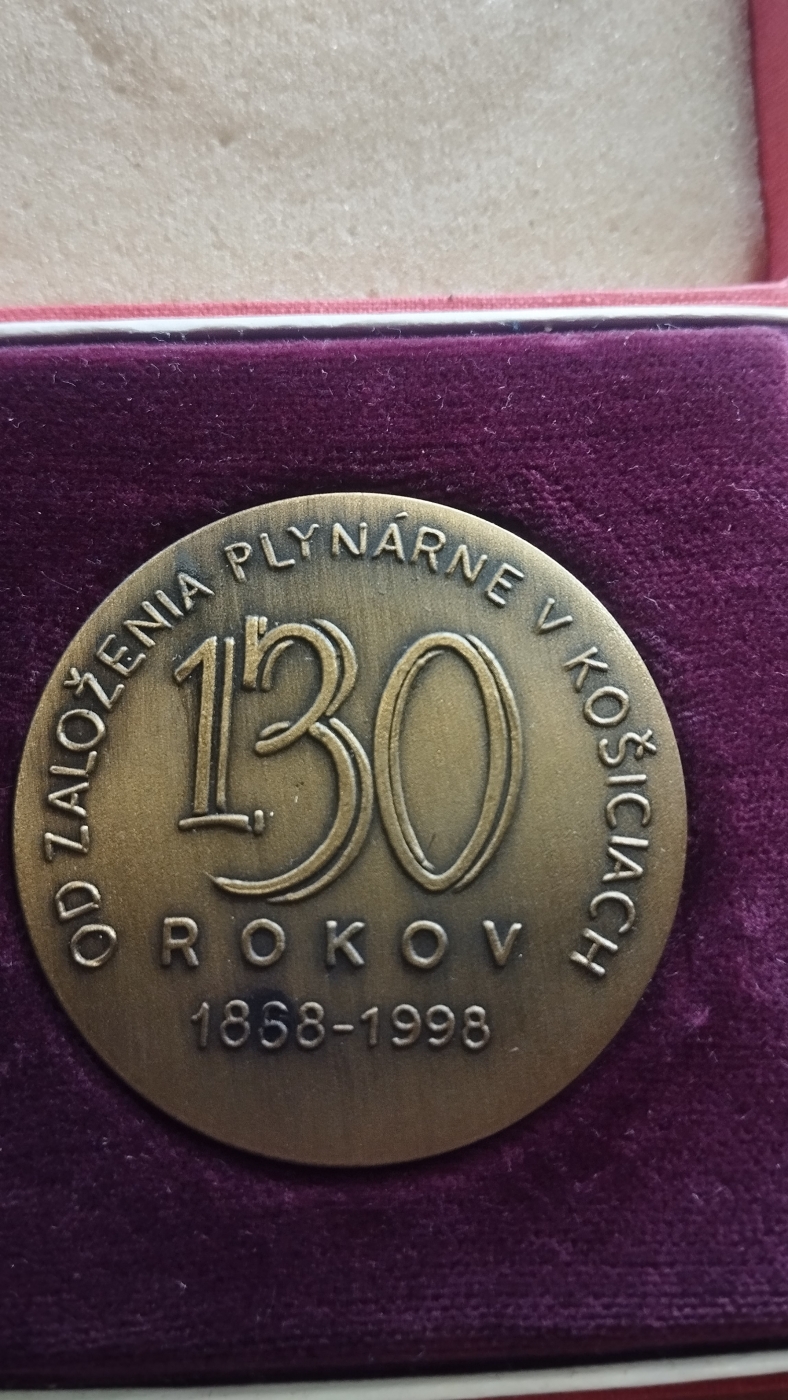 OD ZALOŽENIA PLYNÁRNE V KOŠICIACH
130
ROKOV
1868-1998